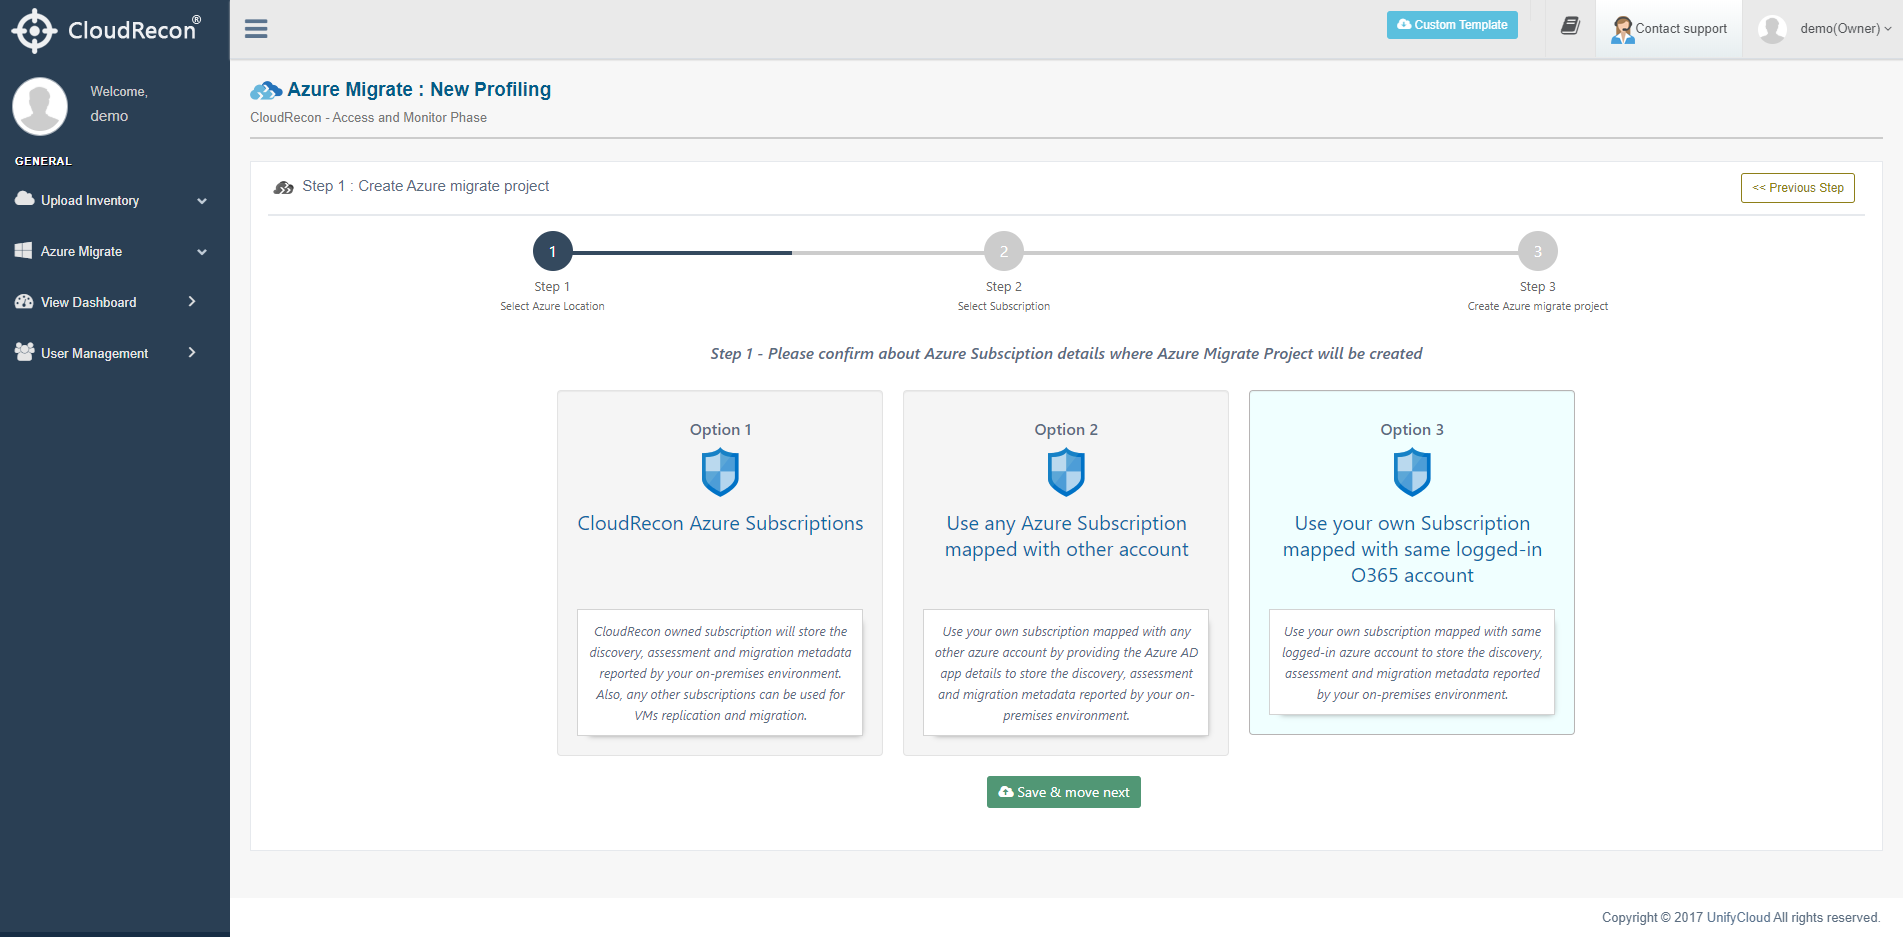 CloudRecon®
Custom Template
Contact support
demo(Owner)
Welcome,
demo
GENERAL
Upload Inventory
Azure Migrate
View Dashboard
User Management
Azure Migrate : New Profiling
CloudRecon - Access and Monitor Phase
Step 1 : Create Azure migrate project
<< Previous Step
1
Step 1
Select Azure Location
2
Step 2
Select Subscription
3
Step 3
Create Azure migrate project
Step 1 - Please confirm about Azure Subsciption details where Azure Migrate Project will be created
Option 1
CloudRecon Azure Subscriptions
CloudRecon owned subscription will store the
discovery, assessment and migration metadata
reported by your on-premises environment.
Also, any other subscriptions can be used for
VMs replication and migration.
Option 2
Use any Azure Subscription
mapped with other account
Use your own subscription mapped with any
other azure account by providing the Azure AD
app details to store the discovery, assessment
and migration metadata reported by your on-
premises environment.
Option 3
Use your own Subscription
mapped with same logged-in
O365 account
Use your own subscription mapped with same
logged-in azure account to store the discovery,
assessment and migration metadata reported
by your on-premises environment.
Save & move next
Copyright © 2017 UnifyCloud All rights reserved.